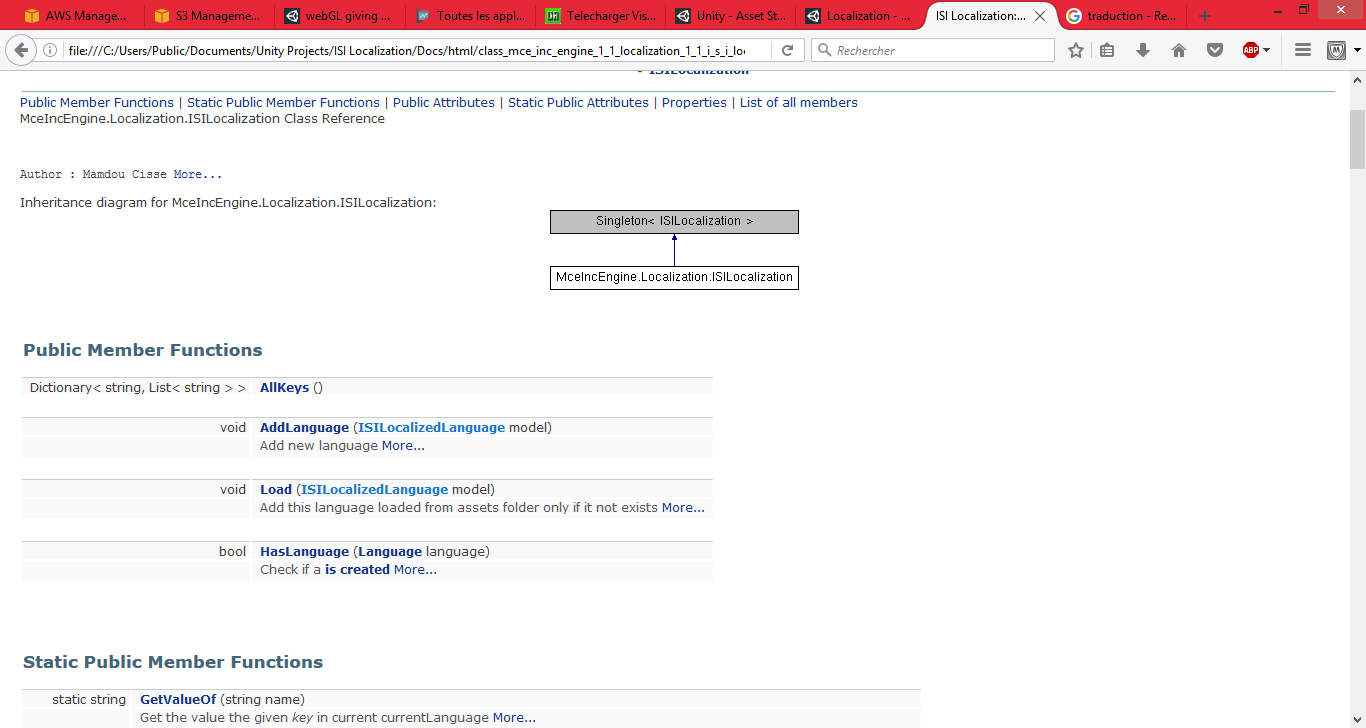 AWS Manage...
S3 Manageme...
webGL giving ...
Toutes les appl...
Telecharger Vis...
Unity - Asset St...
Localization - ...
ISI Localization:...
traduction - Re...
file:///C:/Users/Public/Documents/Unity Projects/ISI Localization/Docs/html/class_mce_inc_engine_1_1_localization_1_1_i_s_i_loc
Rechercher
ABP
ISILocalization
Public Member Functions | Static Public Member Functions | Public Attributes | Static Public Attributes | Properties | List of all members
MceIncEngine.Localization.ISILocalization Class Reference
Author : Mamdou Cisse More...
Inheritance diagram for MceIncEngine.Localization.ISILocalization:
Singleton< ISILocalization >
MceIncEngine.Localization.ISILocalization
Public Member Functions
Dictionary< string, List< string > > AllKeys ()
void AddLanguage (ISILocalizedLanguage model)
Add new language More...
void Load (ISILocalizedLanguage model)
Add this language loaded from assets folder only if it not exists More...
bool HasLanguage (Language language)
Check if a is created More...
Static Public Member Functions
static string GetValueOf (string name)
Get the value the given key in current currentLanguage More...